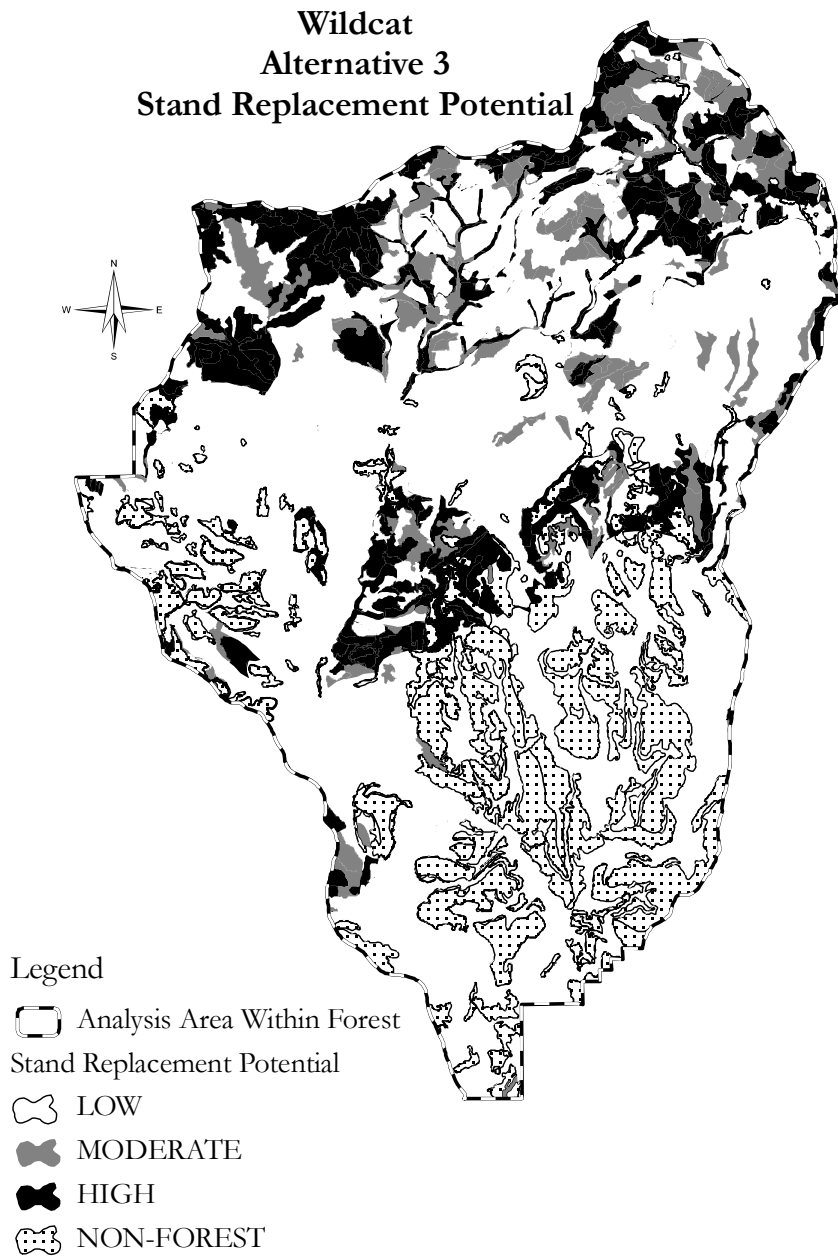 Wildcat
Alternative 3
Stand Replacement Potential
N
W E
S
Legend
Analysis Area Within Forest
Stand Replacement Potential
LOW
MODERATE
HIGH
NON-FOREST